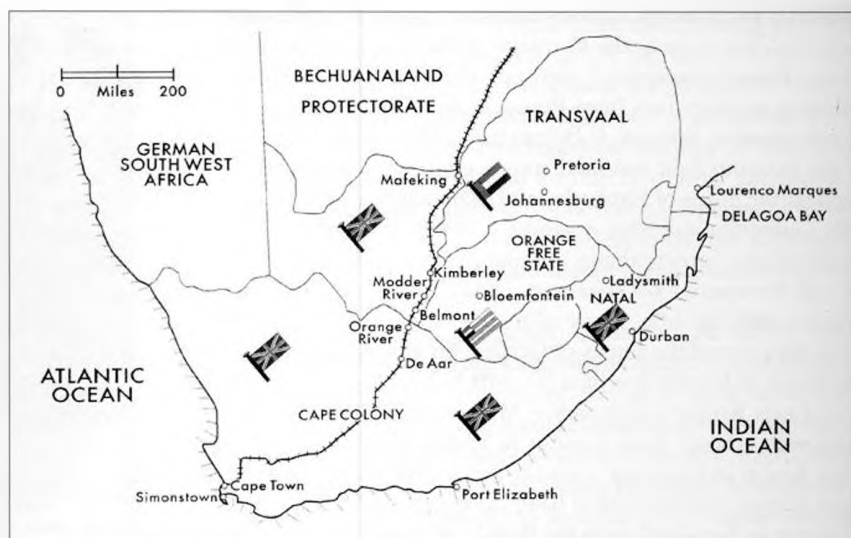 0 200
Miles
BECHUANALAND
PROTECTORATE
TRANSVAAL
GERMAN
SOUTH WEST
AFRICA
Mafeking
Pretoria
Johannesburg
Lourenco Marques
DELAGOA BAY
ORANGE
FREE
STATE
Kimberley
Modder
River
Bloemfontein
Ladysmith
NATAL
Belmont
Orange
River
Durban
De Aar
ATLANTIC
OCEAN
CAPE COLONY
INDIAN
OCEAN
Cape Town
Simonstown
Port Elizabeth